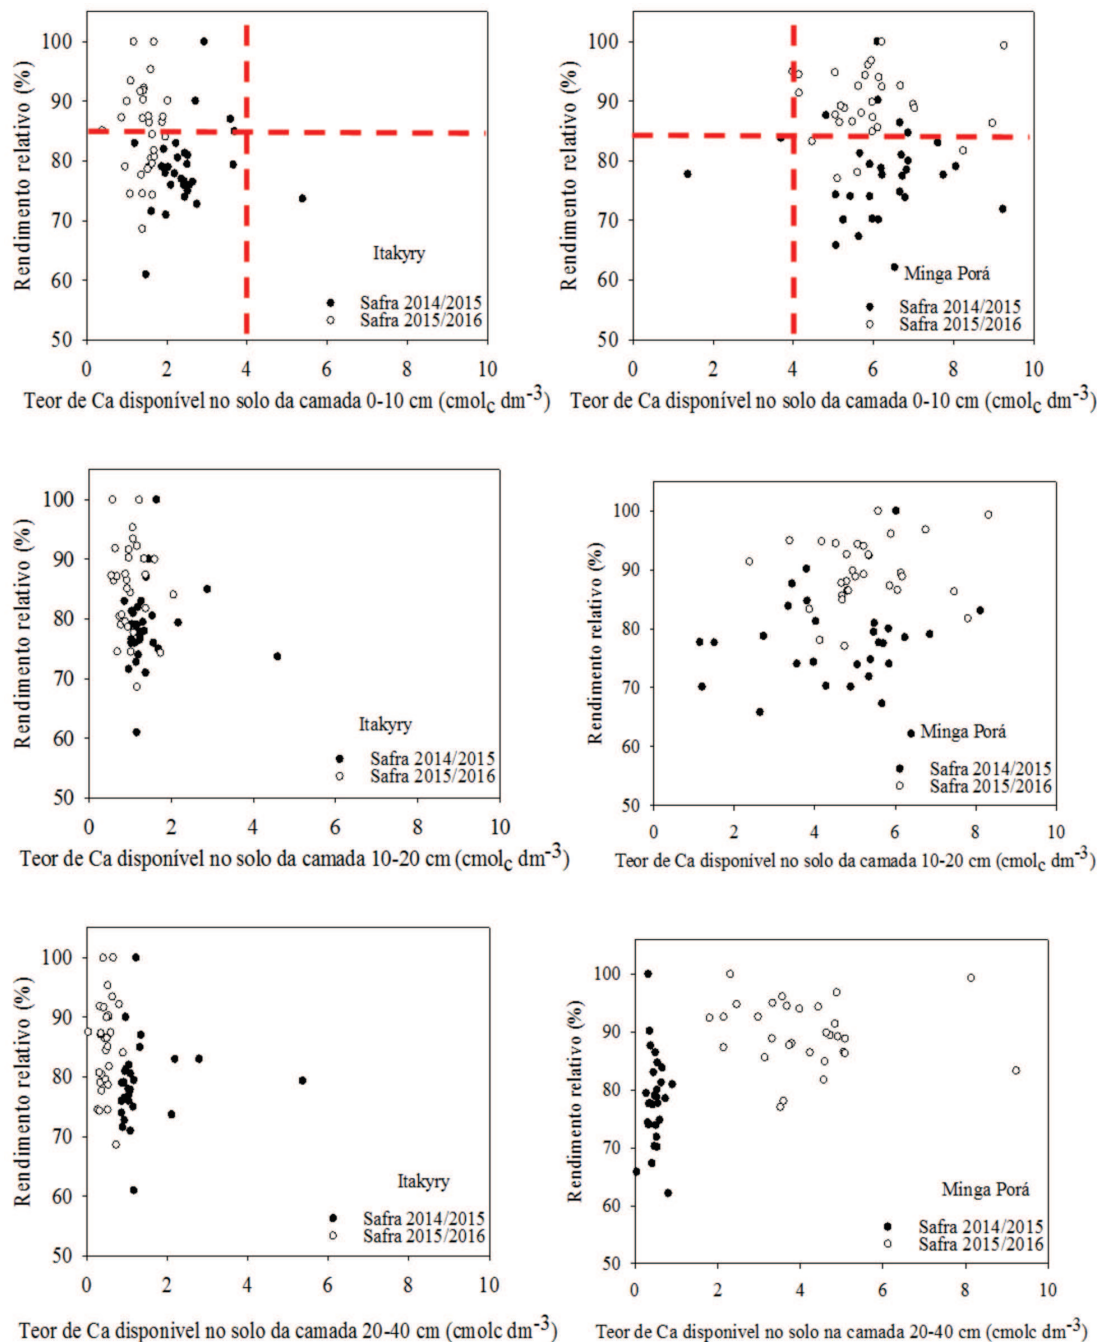 Rendimento relativo (%)
100
90
80
70
60
50
0
2
4
6
8
10
Itakyry
Safra 2014/2015
Safra 2015/2016
Teor de Ca disponível no solo da camada 0-10 cm (cmolc dm-3)
Rendimento relativo (%)
100
90
80
70
60
50
0
2
4
6
8
10
Minga Porá
Safra 2014/2015
Safra 2015/2016
Teor de Ca disponível no solo da camada 0-10 cm (cmolc dm-3)
Rendimento relativo (%)
100
90
80
70
60
50
0
2
4
6
8
10
Itakyry
Safra 2014/2015
Safra 2015/2016
Teor de Ca disponível no solo da camada 10-20 cm (cmolc dm-3)
Rendimento relativo (%)
100
90
80
70
60
50
0
2
4
6
8
10
Minga Porá
Safra 2014/2015
Safra 2015/2016
Teor de Ca disponível no solo da camada 10-20 cm (cmolc dm-3)
Rendimento relativo (%)
100
90
80
70
60
50
0
2
4
6
8
10
Itakyry
Safra 2014/2015
Safra 2015/2016
Teor de Ca disponível no solo da camada 20-40 cm (cmolc dm-3)
Rendimento relativo (%)
100
90
80
70
60
50
0
2
4
6
8
10
Minga Porá
Safra 2014/2015
Safra 2015/2016
Teor de Ca disponível no solo na camada 20-40 cm (cmolc dm-3)